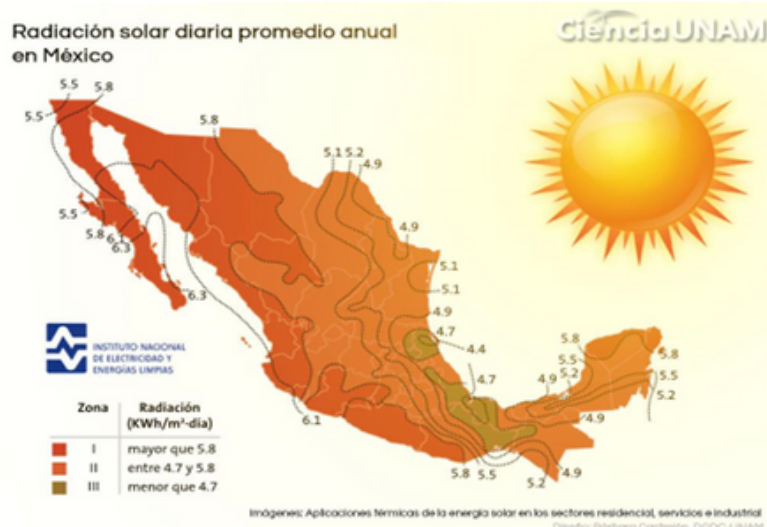 Radiación solar diaria promedio anual
en México
Ciencia UNAM
5.5
5.8
5.5
5.8
5.1 5.2
4.9
5.5
5.8
6.1
6.3
6.3
4.9
5.1
5.1
4.9
4.7
4.4
4.7
6.1
5.8
5.5
5.2
4.9
4.9
5.8
5.5
5.2
4.9
5.8
5.5
5.2
INSTITUTO NACIONAL
DE ELECTRICIDAD Y
ENERGÍAS LIMPIAS
Zona Radiación
(KWh/m²-dia)
I mayor que 5.8
II entre 4.7 y 5.8
III menor que 4.7
Imágenes: Aplicaciones térmicas de la energía solar en los sectores residencial, servicios e industrial